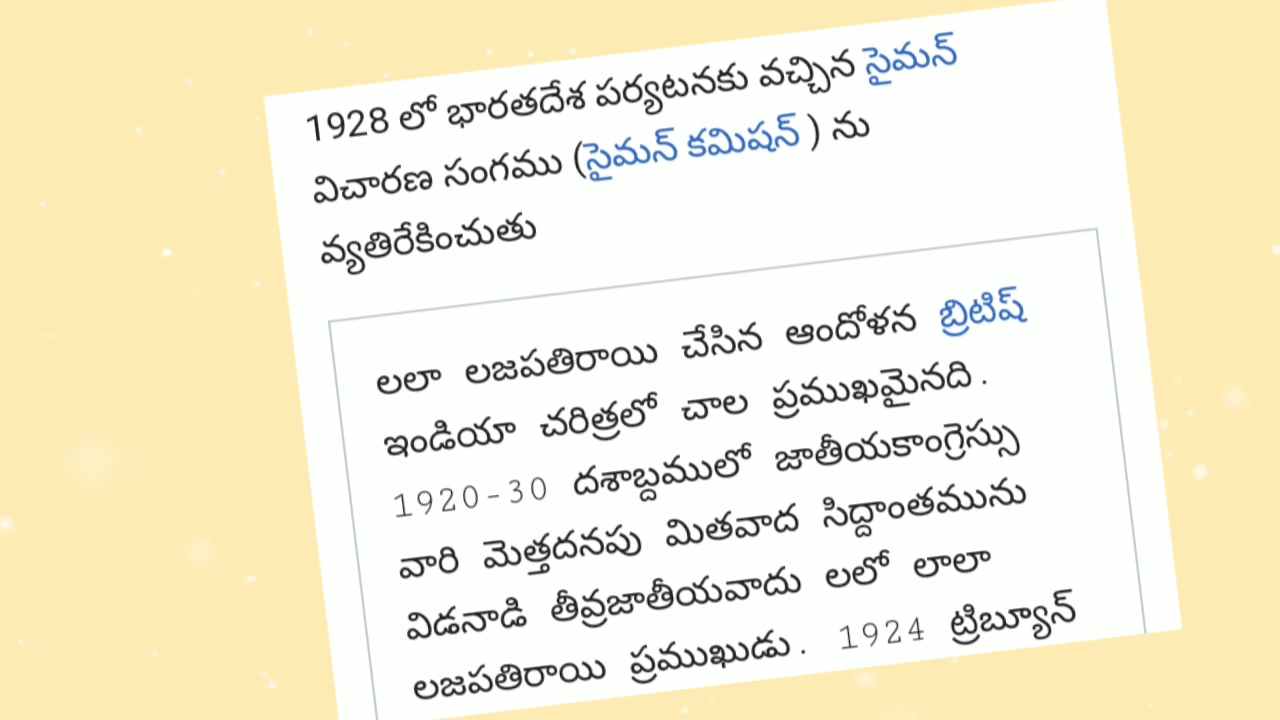 1928 లో భారతదేశ పర్యటనకు వచ్చిన సైమన్
విచారణ సంగము (సైమన్ కమిషన్ ) ను
వ్యతిరేకించుతు
లలా లజపతిరాయి చేసిన ఆందోళన బ్రిటిష్
ఇండియా చరిత్రలో చాల ప్రముఖమైనది.
1920-30 దశాబ్దములో జాతీయకాంగ్రెస్సు
వారి మెత్తదనపు మితవాద సిద్దాంతమును
విడనాడి తీవ్రజాతీయవాదు లలో లాలా
లజపతిరాయి ప్రముఖుడు. 1924 ట్రిబ్యూన్